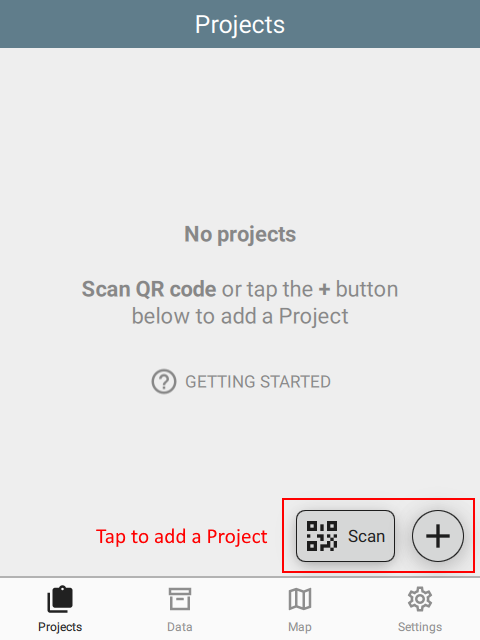 Projects
No projects
Scan QR code or tap the + button
below to add a Project
GETTING STARTED
Tap to add a Project
Scan
Projects
Data
Map
Settings